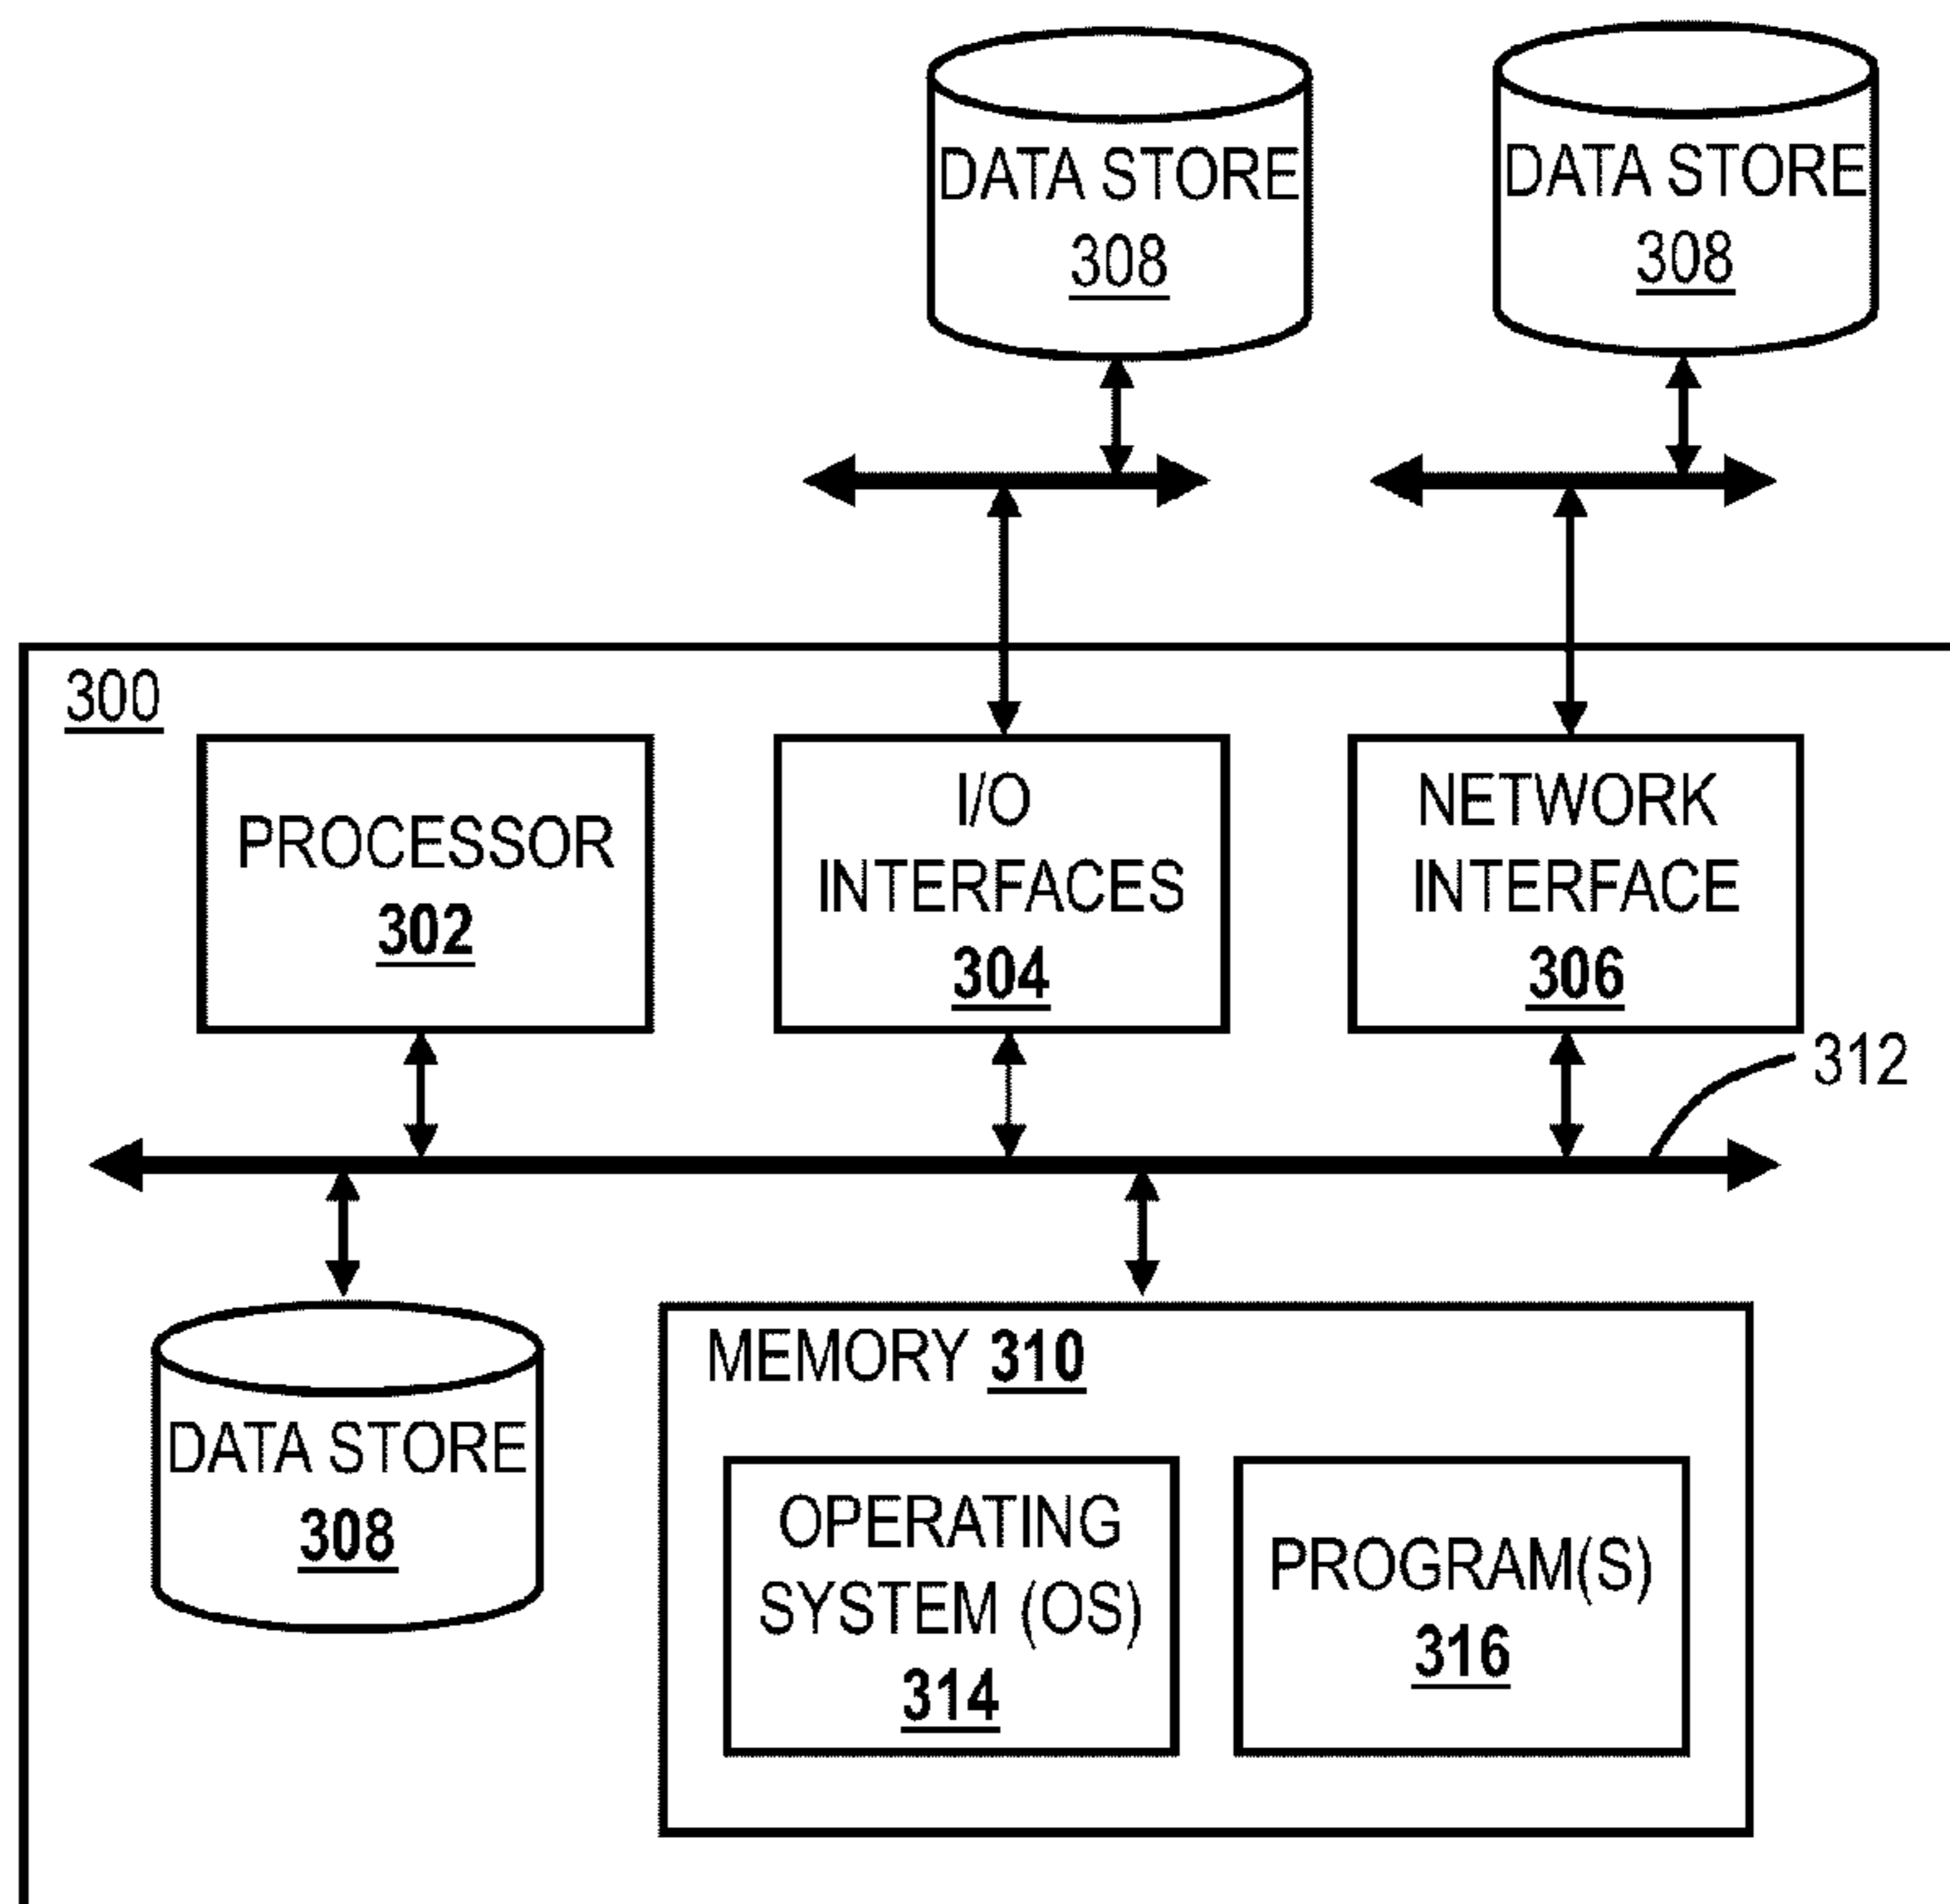 DATA STORE
308
DATA STORE
308
300
PROCESSOR
302
I/O
INTERFACES
304
NETWORK
INTERFACE
306
312
DATA STORE
308
MEMORY 310
OPERATING
SYSTEM (OS)
314
PROGRAM(S)
316